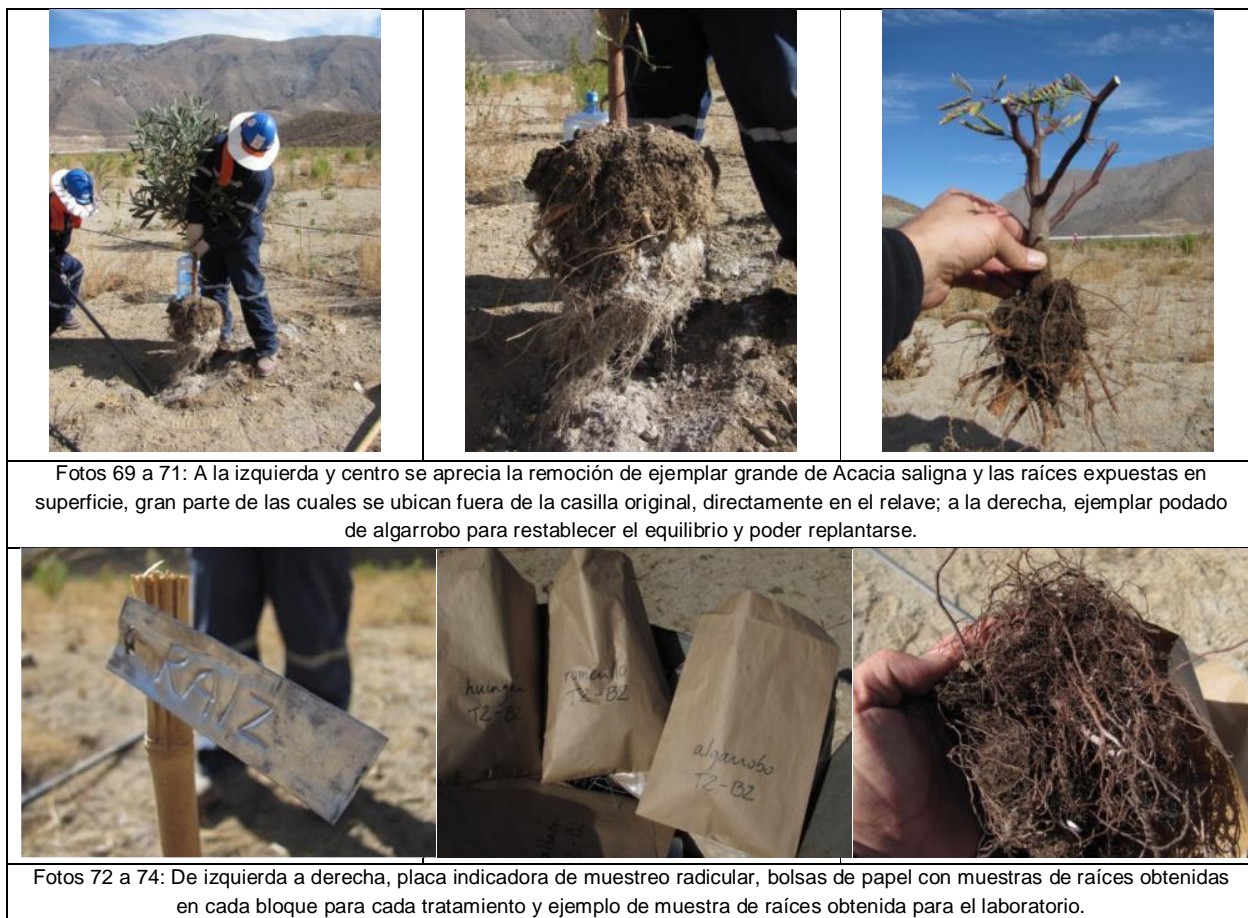 Fotos 69 a 71: A la izquierda y centro se aprecia la remoción de ejemplar grande de Acacia saligna y las raíces expuestas en
superficie, gran parte de las cuales se ubican fuera de la casilla original, directamente en el relave; a la derecha, ejemplar podado
de algarrobo para restablecer el equilibrio y poder replantarse.
RAIZ
huingán
T2-B2
romerillo
T2-B2
algarrobo
T2-B2
Fotos 72 a 74: De izquierda a derecha, placa indicadora de muestreo radicular, bolsas de papel con muestras de raíces obtenidas
en cada bloque para cada tratamiento y ejemplo de muestra de raíces obtenida para el laboratorio.